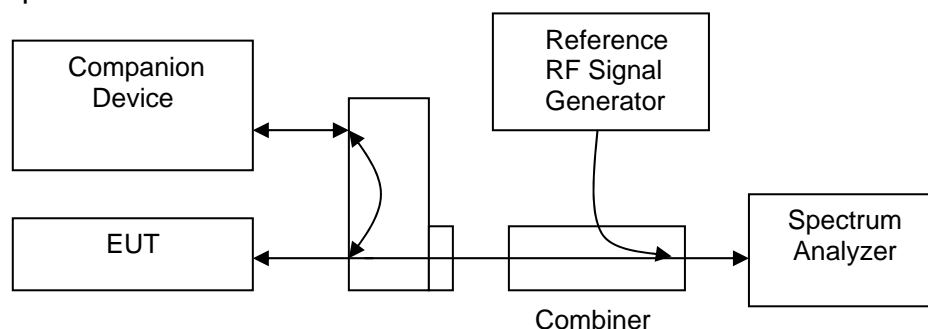 Companion
Device
Reference
RF Signal
Generator
EUT
Spectrum
Analyzer
Combiner